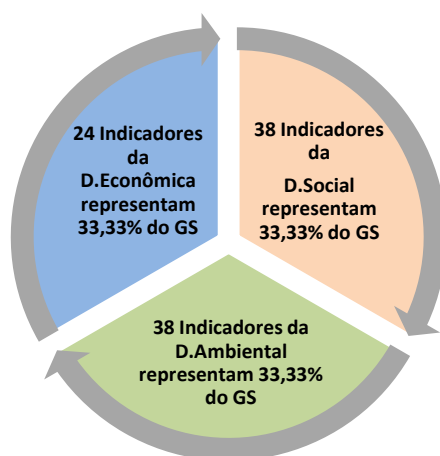 24 Indicadores
da
D.Econômica
representam
33,33% do GS
38 Indicadores
da
D.Social
representam
33,33% do GS
38 Indicadores da
D.Ambiental
representam 33,33%
do GS